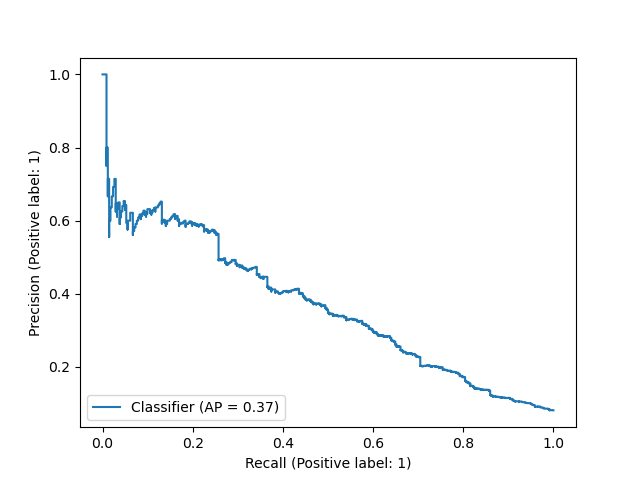 1.0
0.8
0.6
0.4
0.2
Precision (Positive label: 1)
Classifier (AP = 0.37)
0.0 0.2 0.4 0.6 0.8 1.0
Recall (Positive label: 1)